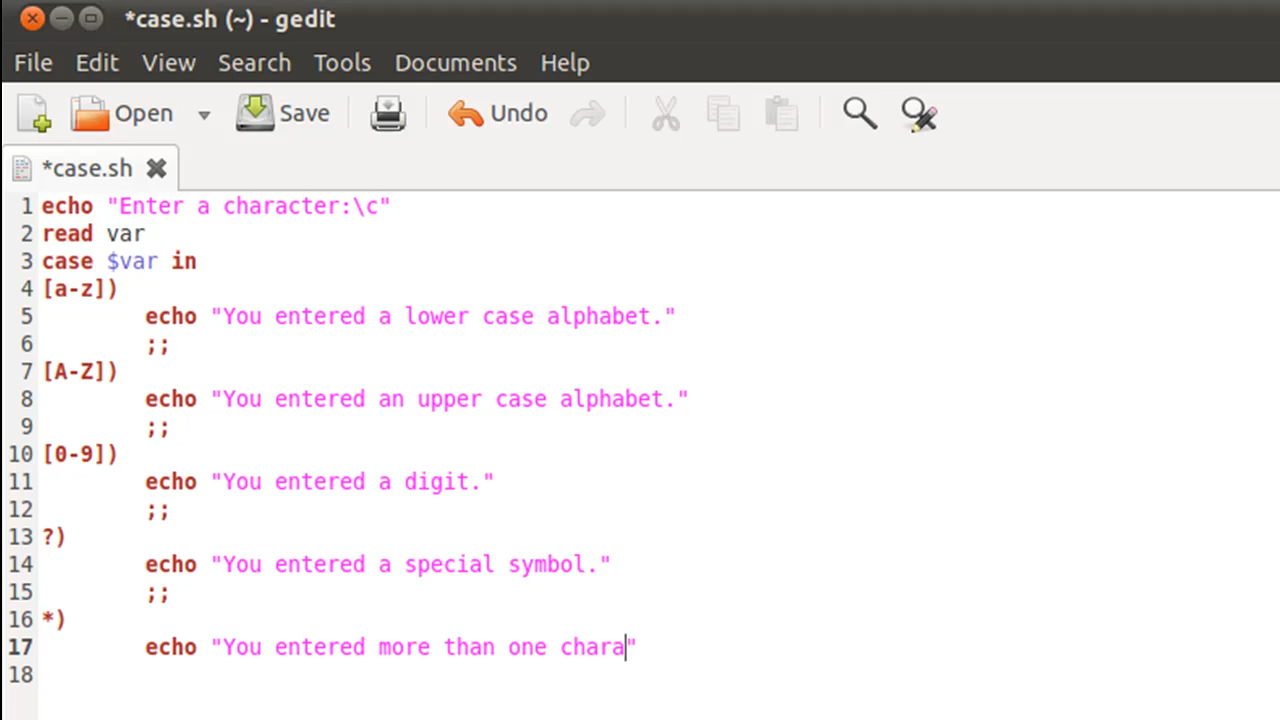 *case.sh (~) - gedit
File Edit View Search Tools Documents Help
Open Save Undo
*case.sh
1 echo "Enter a character:\c"
2 read var
3 case $var in
4 [a-z])
5 echo "You entered a lower case alphabet."
6 ;;
7 [A-Z])
8 echo "You entered an upper case alphabet."
9 ;;
10 [0-9])
11 echo "You entered a digit."
12 ;;
13 ?)
14 echo "You entered a special symbol."
15 ;;
16 *)
17 echo "You entered more than one chara"
18